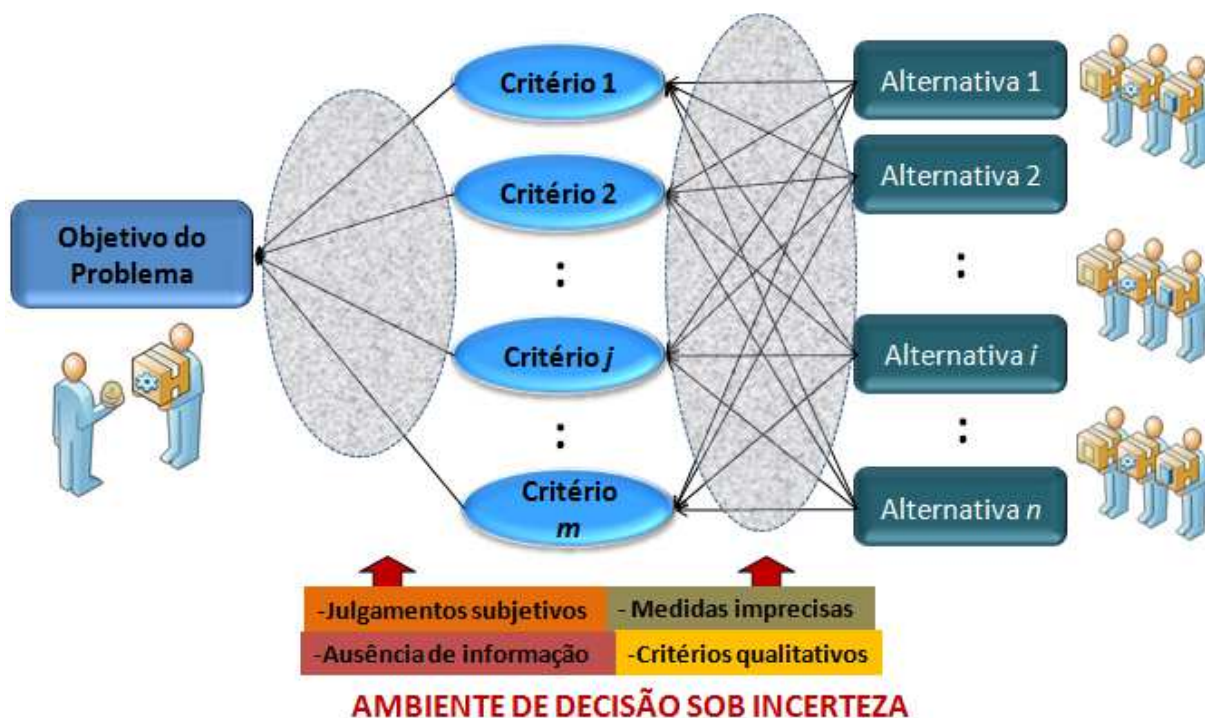 Objetivo do
Problema
Critério 1
Critério 2
:
Critério j
:
Critério
m
Alternativa 1
Alternativa 2
:
Alternativa i
:
Alternativa n
-Julgamentos subjetivos
- Medidas imprecisas
-Ausência de informação
-Critérios qualitativos
AMBIENTE DE DECISÃO SOB INCERTEZA